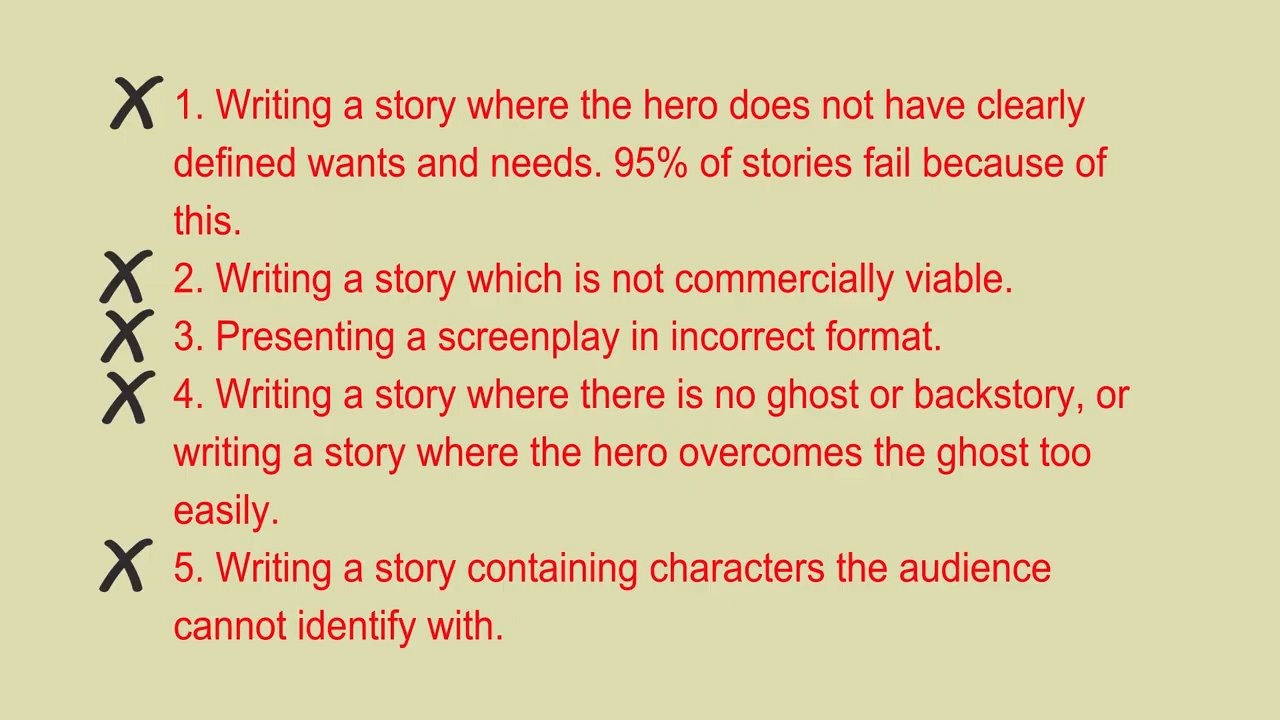 1. Writing a story where the hero does not have clearly
defined wants and needs. 95% of stories fail because of
this.
2. Writing a story which is not commercially viable.
3. Presenting a screenplay in incorrect format.
4. Writing a story where there is no ghost or backstory, or
writing a story where the hero overcomes the ghost too
easily.
5. Writing a story containing characters the audience
cannot identify with.